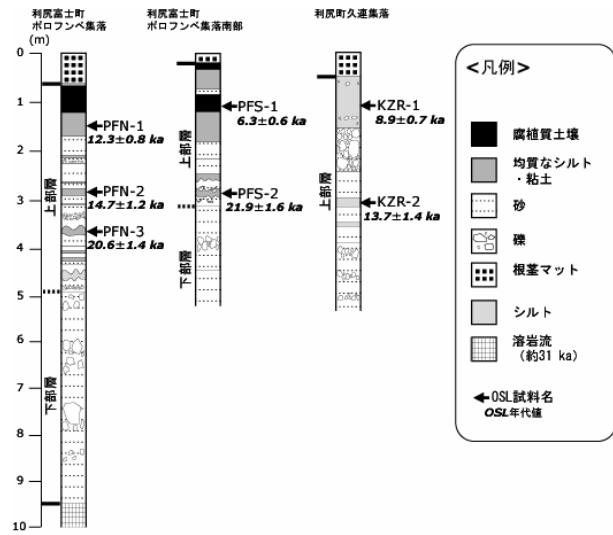 利尻富士町
ポロフンベ集落
利尻富士町
ポロフンベ集落南部
利尻町久連集落
(m)
0
1
2
3
4
5
6
7
8
9
10
上部層
下部層
PFN-1
12.3±0.8 ka
PFN-2
14.7±1.2 ka
PFN-3
20.6±1.4 ka
上部層
下部層
PFS-1
6.3±0.6 ka
PFS-2
21.9±1.6 ka
上部層
KZR-1
8.9±0.7 ka
KZR-2
13.7±1.4 ka
<凡例>
腐植質土壌
均質なシルト
・粘土
砂
礫
根茎マット
シルト
溶岩流
(約31 ka)
OSL試料名
OSL年代値